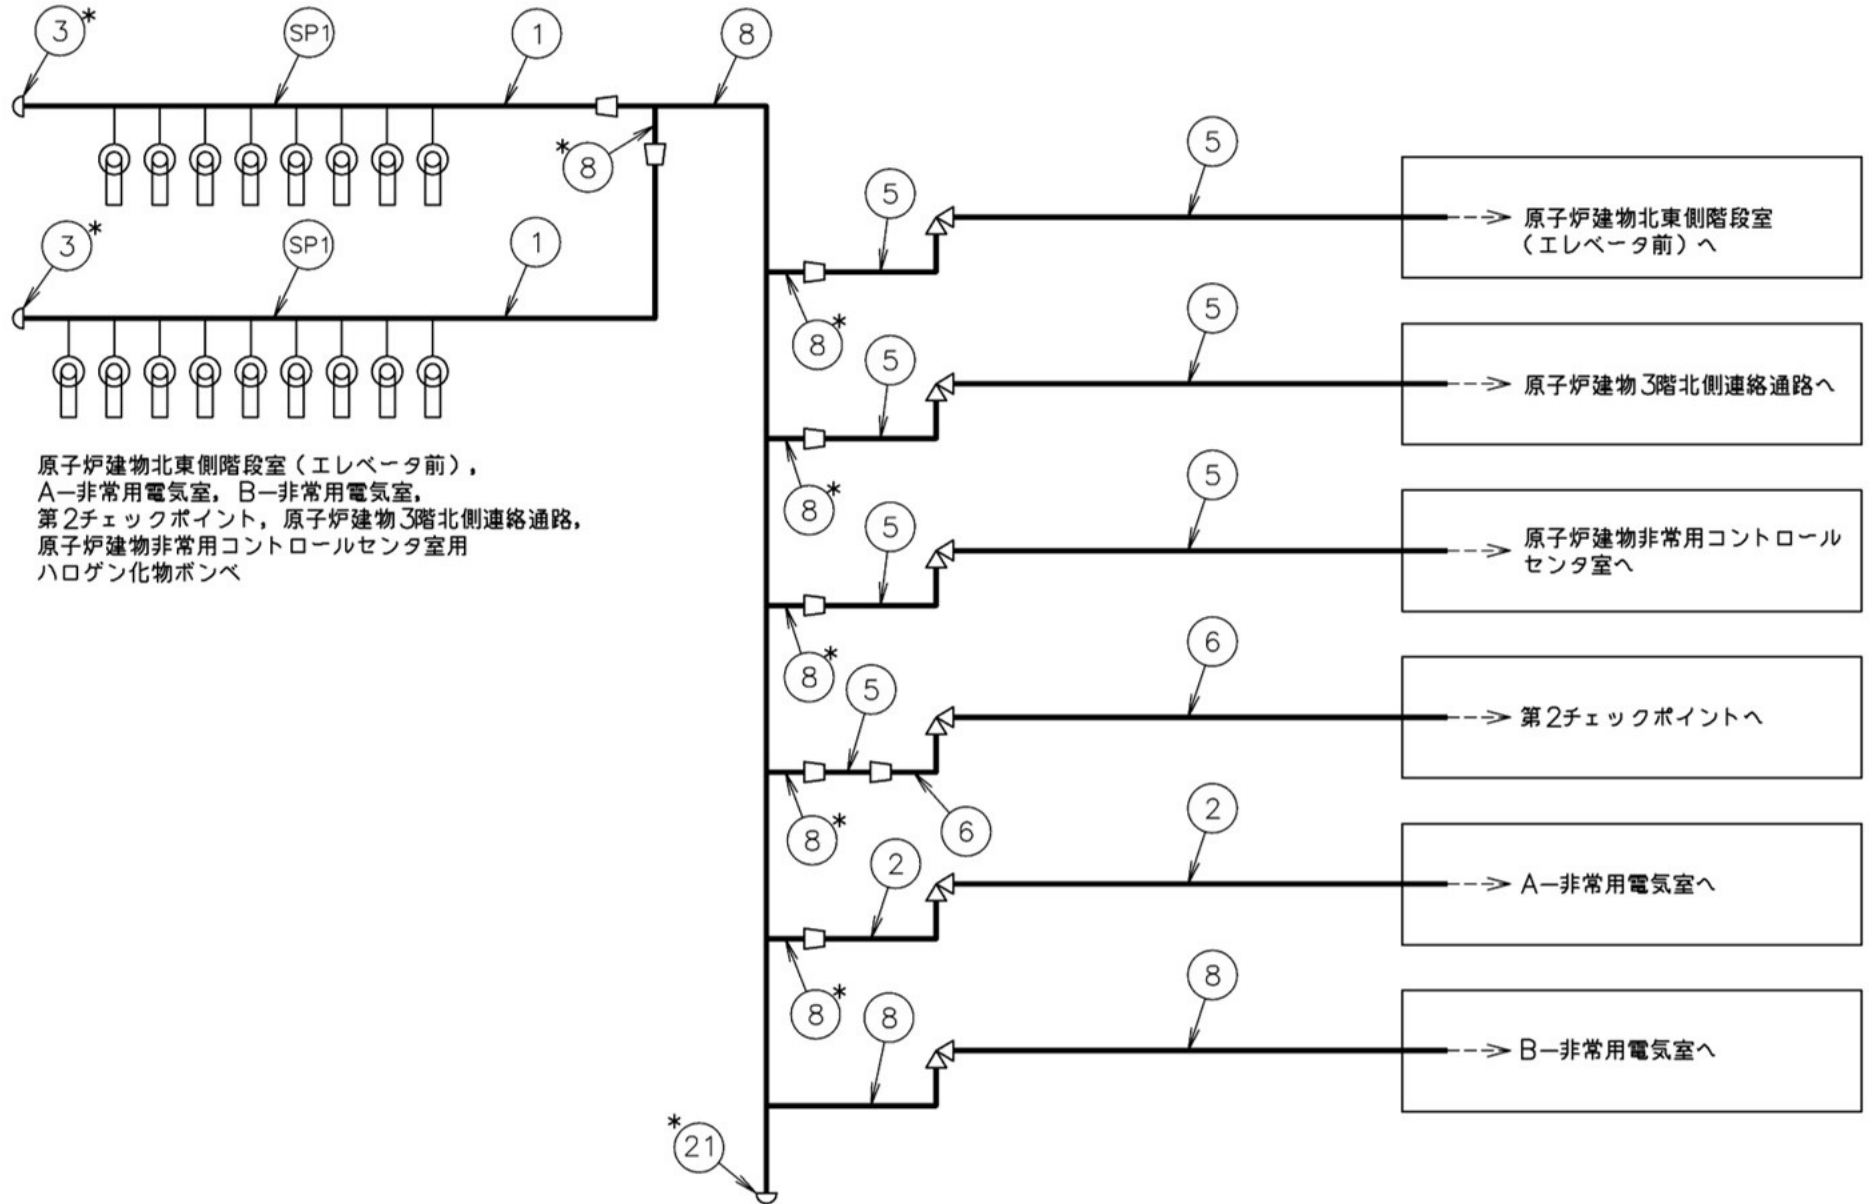 3*
SP1
1
8
*8
3*
SP1
1
5
5
原子炉建物北東側階段室
（エレベータ前）へ
8*
5
5
原子炉建物3階北側連絡通路へ
8*
原子炉建物北東側階段室（エレベータ前），
A－非常用電気室，B－非常用電気室，
第2チェックポイント，原子炉建物3階北側連絡通路，
原子炉建物非常用コントロールセンタ室用
ハロゲン化物ボンベ
5
5
原子炉建物非常用コントロール
センタ室へ
8*
5
6
第2チェックポイントへ
8*
6
2
2
A－非常用電気室へ
8*
8
8
B－非常用電気室へ
*21